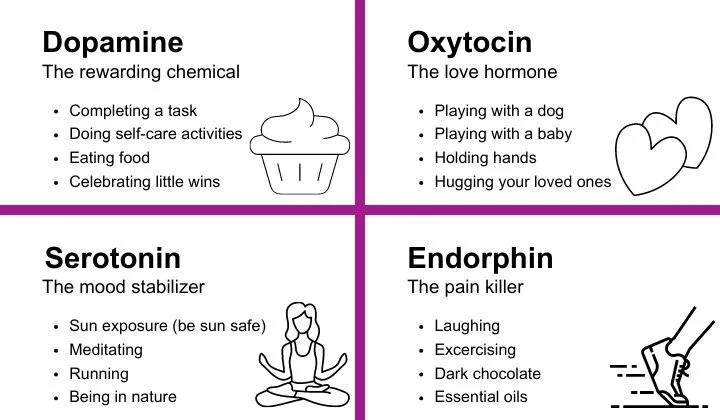 Dopamine
The rewarding chemical
• Completing a task
• Doing self-care activities
• Eating food
• Celebrating little wins
Oxytocin
The love hormone
• Playing with a dog
• Playing with a baby
• Holding hands
• Hugging your loved ones
Serotonin
The mood stabilizer
• Sun exposure (be sun safe)
• Meditating
• Running
• Being in nature
Endorphin
The pain killer
• Laughing
• Excercising
• Dark chocolate
• Essential oils